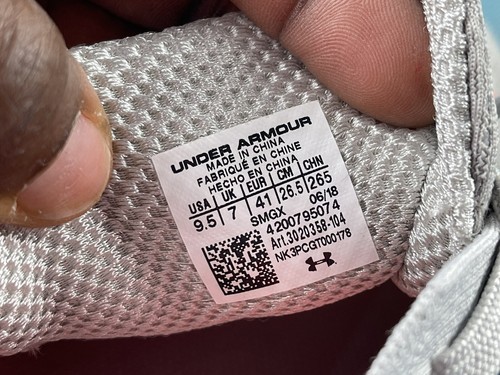 UNDER ARMOUR
MADE IN CHINA
FABRIQUÉ EN CHINE
HECHO EN CHINA
USA UK EUR CM CHN
9.5 7 41 26.5 265
SMGX 06/18
4200795074
Art.3020358-104
NK3PCGT000178